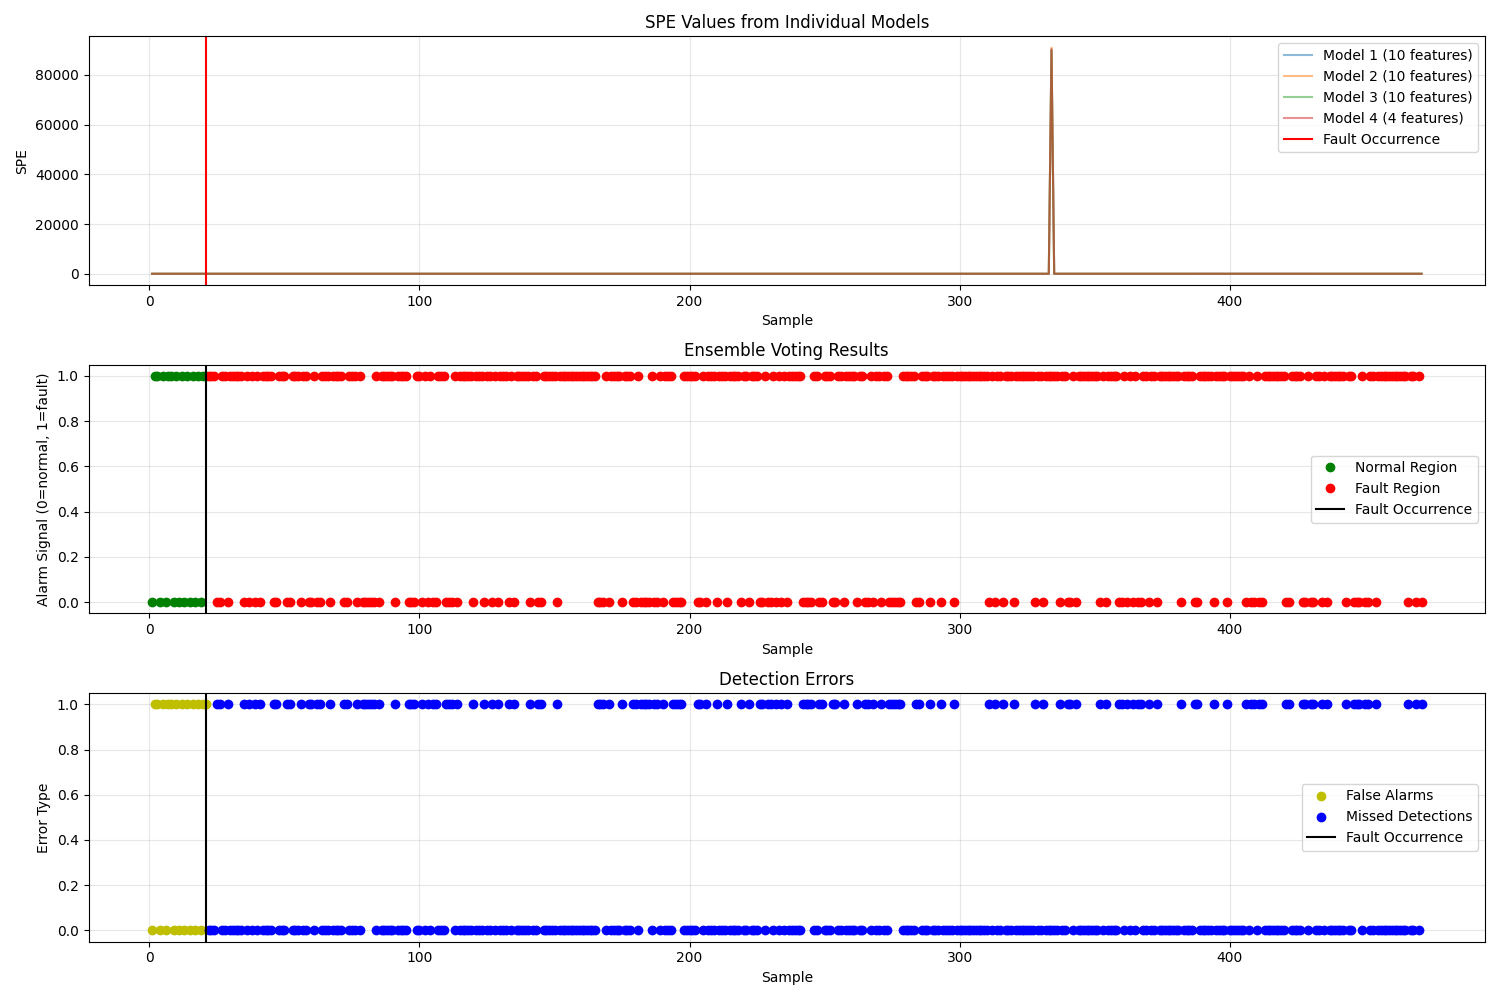 SPE Values from Individual Models
SPE
80000
60000
40000
20000
0
Model 1 (10 features)
Model 2 (10 features)
Model 3 (10 features)
Model 4 (4 features)
Fault Occurrence
0 100 200 300 400
Sample
Ensemble Voting Results
Alarm Signal (0=normal, 1=fault)
1.0
0.8
0.6
0.4
0.2
0.0
Normal Region
Fault Region
Fault Occurrence
0 100 200 300 400
Sample
Detection Errors
Error Type
1.0
0.8
0.6
0.4
0.2
0.0
False Alarms
Missed Detections
Fault Occurrence
0 100 200 300 400
Sample